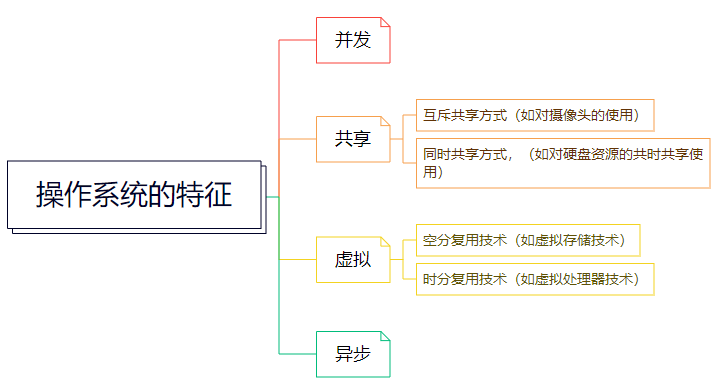 操作系统的特征
并发
共享
互斥共享方式（如对摄像头的使用）
同时共享方式，（如对硬盘资源的共时共享使
用）
虚拟
空分复用技术（如虚拟存储技术）
时分复用技术（如虚拟处理器技术）
异步